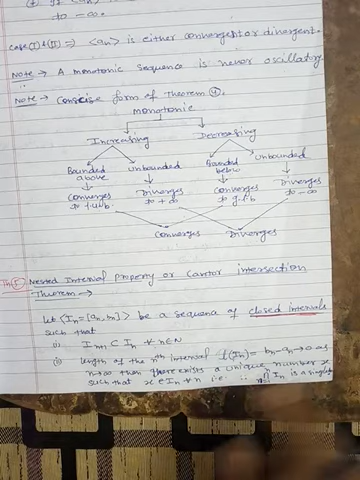 to -∞.
Case (I) & (II) ⇒ <an> is either convergent or divergent.
Note → A monotonic sequence is never oscillatory.
Note → Concise form of Theorem ④.
Monotonic
Increasing Decreasing
Bounded above Unbounded Bounded below Unbounded
Converges to l.u.b. Diverges to +∞ Converges to g.l.b Diverges to -∞
Converges Diverges
Th⑤ Nested Interval property or Cantor intersection
Theorem →
Let <In = [an, bn]> be a sequence of closed intervals
such that
(i) In+1 ⊂ In ∀ n∈N
(ii) length of the nth interval l(In) = bn-an → 0 as
n→∞ then there exists a unique number x
such that x ∈ In ∀ n i.e. In is a